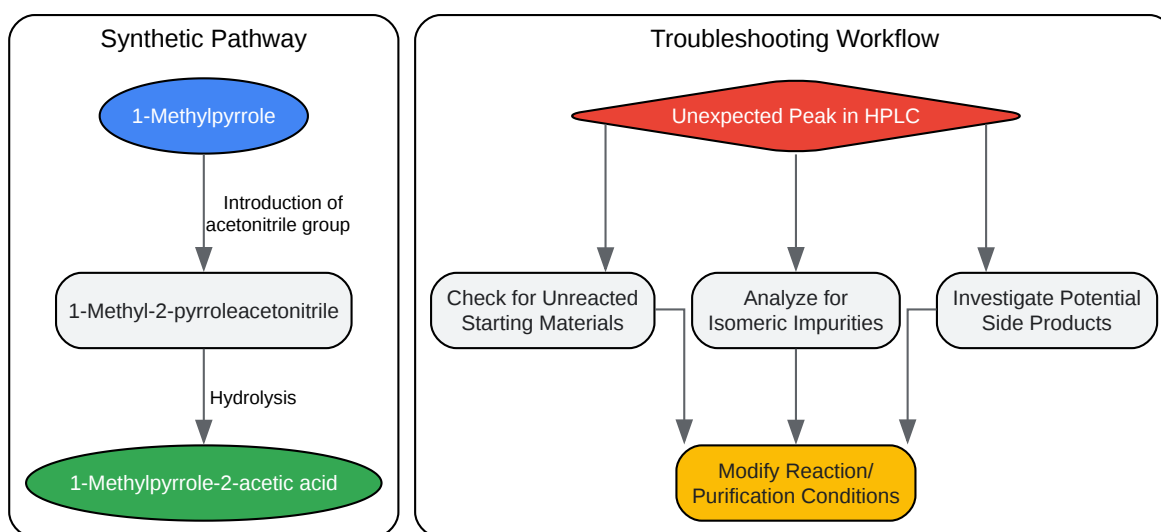 Synthetic Pathway
1-Methylpyrrole
Introduction of
acetonitrile group
1-Methyl-2-pyrroleacetonitrile
Hydrolysis
1-Methylpyrrole-2-acetic acid
Troubleshooting Workflow
Unexpected Peak in HPLC
Check for Unreacted
Starting Materials
Analyze for
Isomeric Impurities
Investigate Potential
Side Products
Modify Reaction/
Purification Conditions